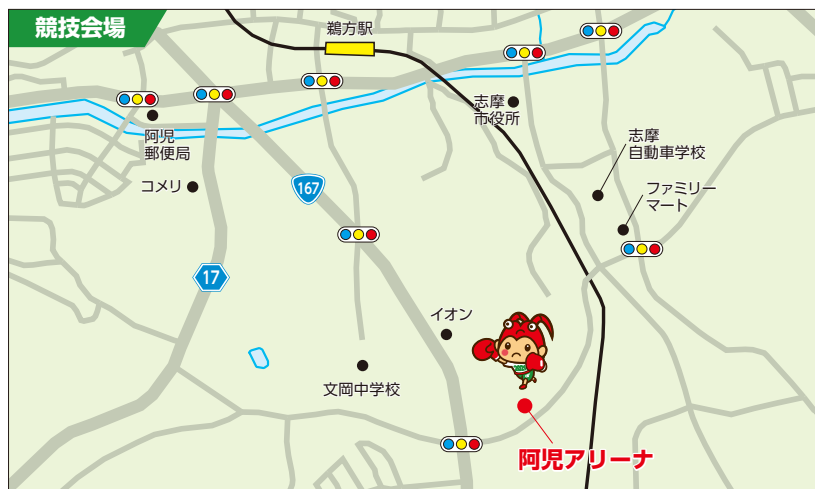 競技会場
鵜方駅
阿児
郵便局
志摩
市役所
志摩
自動車学校
コメリ
ファミリー
マート
167
17
イオン
文岡中学校
阿児アリーナ